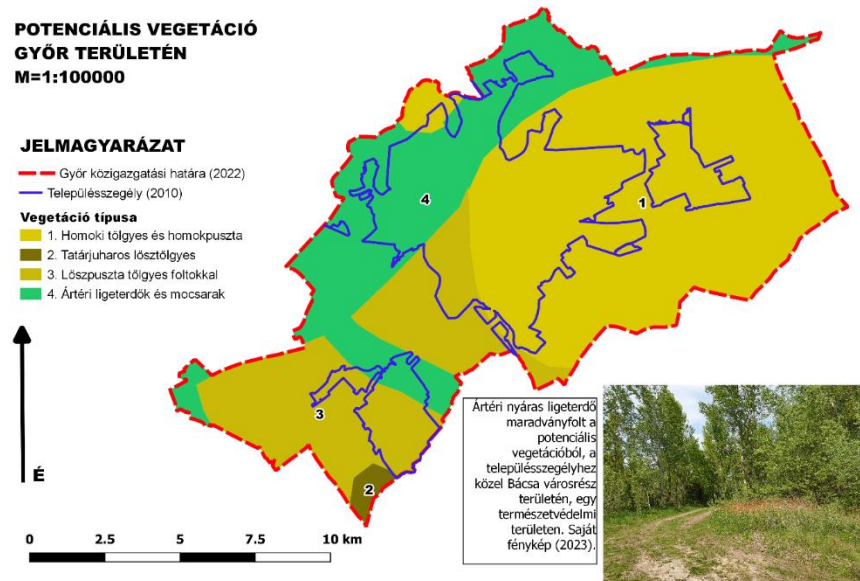 POTENCIÁLIS VEGETÁCIÓ
GYŐR TERÜLETÉN
M=1:100000
JELMAGYARÁZAT
Győr közigazgatási határa (2022)
Településszegély (2010)
Vegetáció típusa
1. Homoki tölgyes és homokpuszta
2. Tatárjuharos lösztölgyes
3. Löszpuszta tölgyes foltokkal
4. Ártéri ligeterdők és mocsarak
1
4
3
2
É
0 2.5 5 7.5 10 km
Ártéri nyáras ligeterdő
maradványfolt a
potenciális
vegetációból, a
településszegélyhez
közel Bácsa városrész
területén, egy
természetvédelmi
területen. Saját
fénykép (2023).